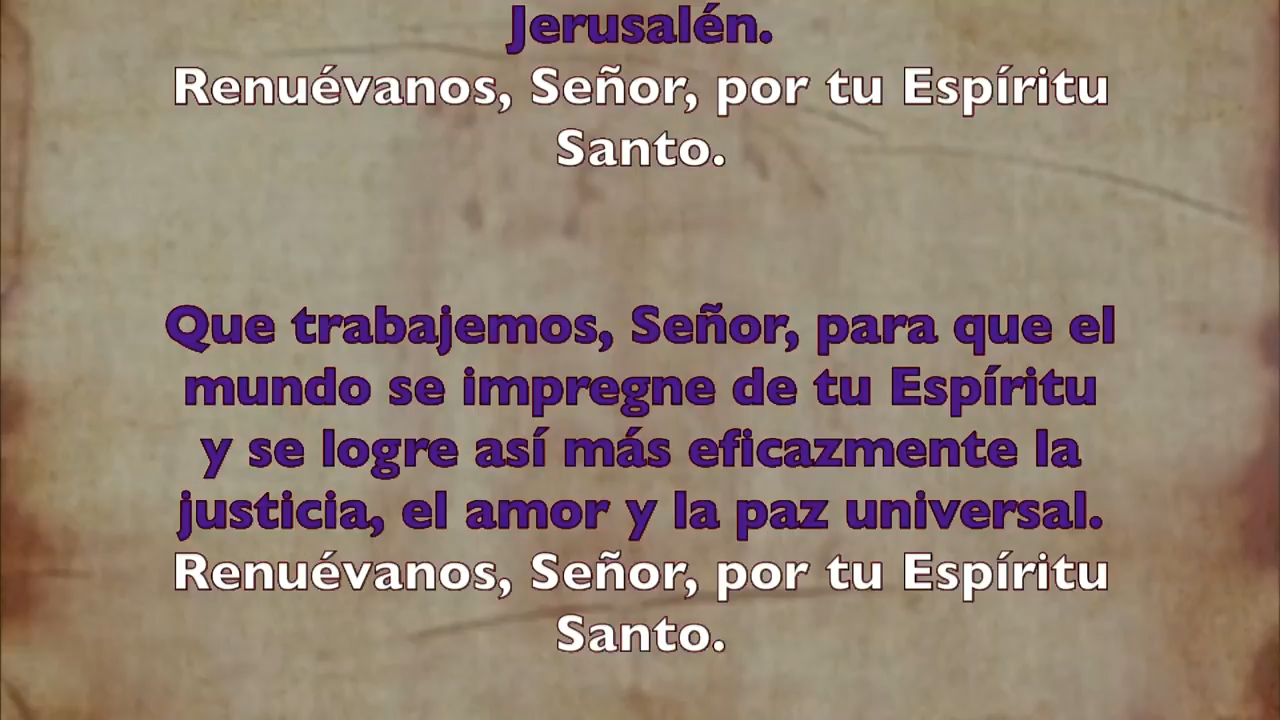 Jerusalén.
Renuévanos, Señor, por tu Espíritu
Santo.
Que trabajemos, Señor, para que el
mundo se impregne de tu Espíritu
y se logre así más eficazmente la
justicia, el amor y la paz universal.
Renuévanos, Señor, por tu Espíritu
Santo.